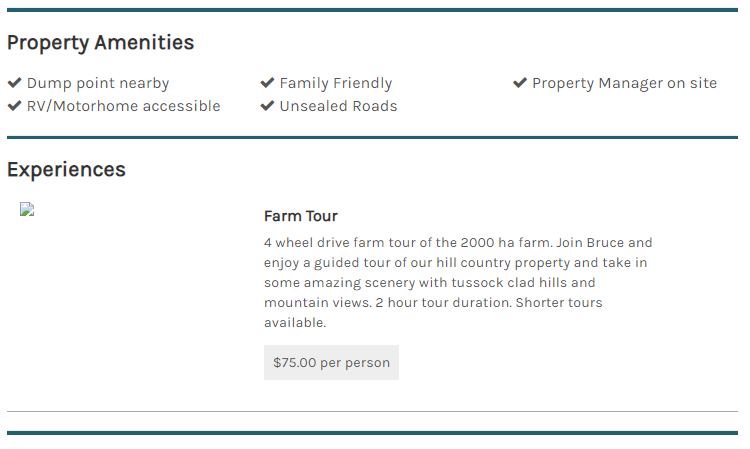 Property Amenities
Dump point nearby
Family Friendly
Property Manager on site
RV/Motorhome accessible
Unsealed Roads
Experiences
Farm Tour
4 wheel drive farm tour of the 2000 ha farm. Join Bruce and
enjoy a guided tour of our hill country property and take in
some amazing scenery with tussock clad hills and
mountain views. 2 hour tour duration. Shorter tours
available.
$75.00 per person